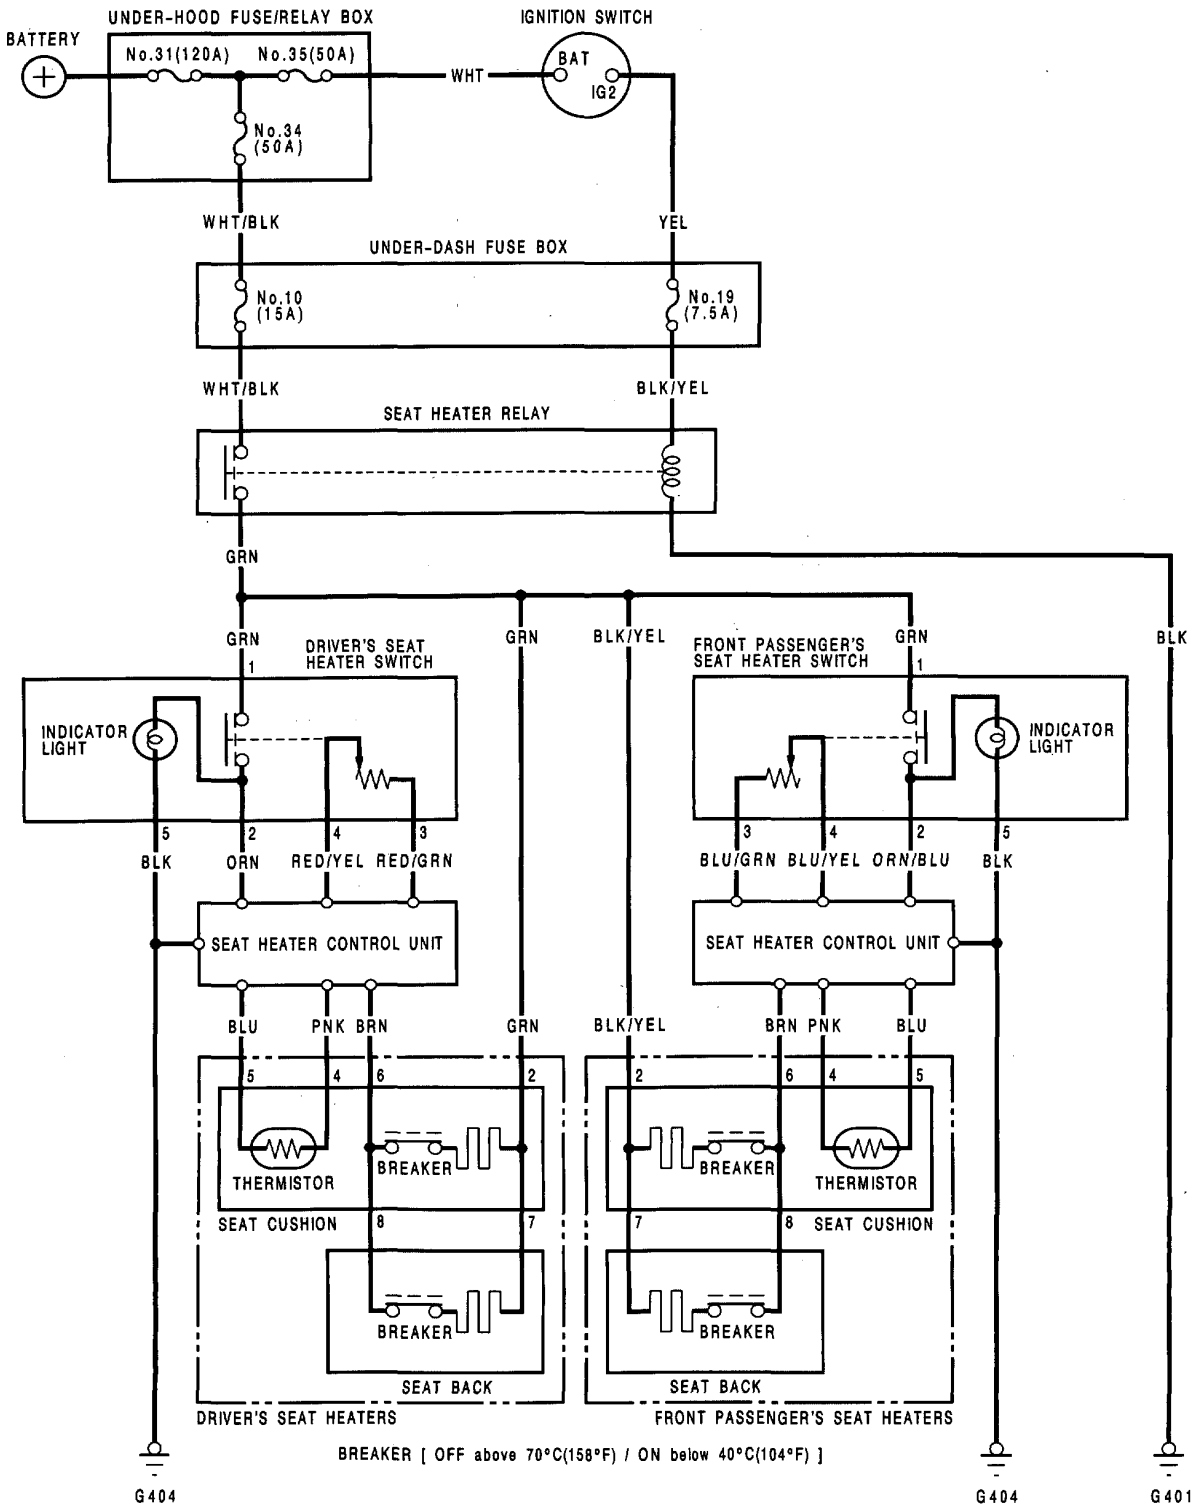 UNDER-HOOD FUSE/RELAY BOX
IGNITION SWITCH
BATTERY
No.31(120A)
No.35(50A)
BAT
WHT
IG2
No.34
(50A)
WHT/BLK
YEL
UNDER-DASH FUSE BOX
No.10
(15A)
No.19
(7.5A)
WHT/BLK
BLK/YEL
SEAT HEATER RELAY
GRN
GRN
DRIVER'S SEAT
HEATER SWITCH
GRN
BLK/YEL
FRONT PASSENGER'S
SEAT HEATER SWITCH
GRN
BLK
1
1
INDICATOR
LIGHT
INDICATOR
LIGHT
5
2
4
3
3
4
2
5
BLK
ORN
RED/YEL
RED/GRN
BLU/GRN
BLU/YEL
ORN/BLU
BLK
SEAT HEATER CONTROL UNIT
SEAT HEATER CONTROL UNIT
BLU
PNK
BRN
GRN
BLK/YEL
BRN
PNK
BLU
5
4
6
2
2
6
4
5
BREAKER
BREAKER
THERMISTOR
THERMISTOR
SEAT CUSHION
8
7
7
8
SEAT CUSHION
BREAKER
BREAKER
SEAT BACK
SEAT BACK
DRIVER'S SEAT HEATERS
FRONT PASSENGER'S SEAT HEATERS
BREAKER [ OFF above 70°C(158°F) / ON below 40°C(104°F) ]
G404
G404
G401